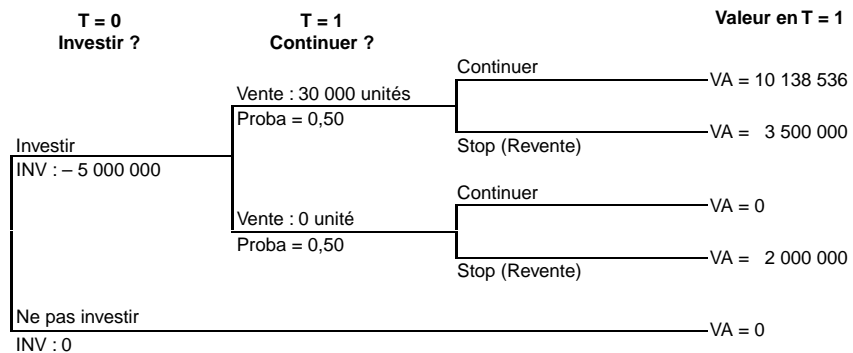 T = 0
Investir ?
T = 1
Continuer ?
Valeur en T = 1
Continuer
VA = 10 138 536
Vente : 30 000 unités
Proba = 0,50
VA = 3 500 000
Stop (Revente)
Investir
INV : – 5 000 000
Continuer
VA = 0
Vente : 0 unité
Proba = 0,50
VA = 2 000 000
Stop (Revente)
Ne pas investir
VA = 0
INV : 0